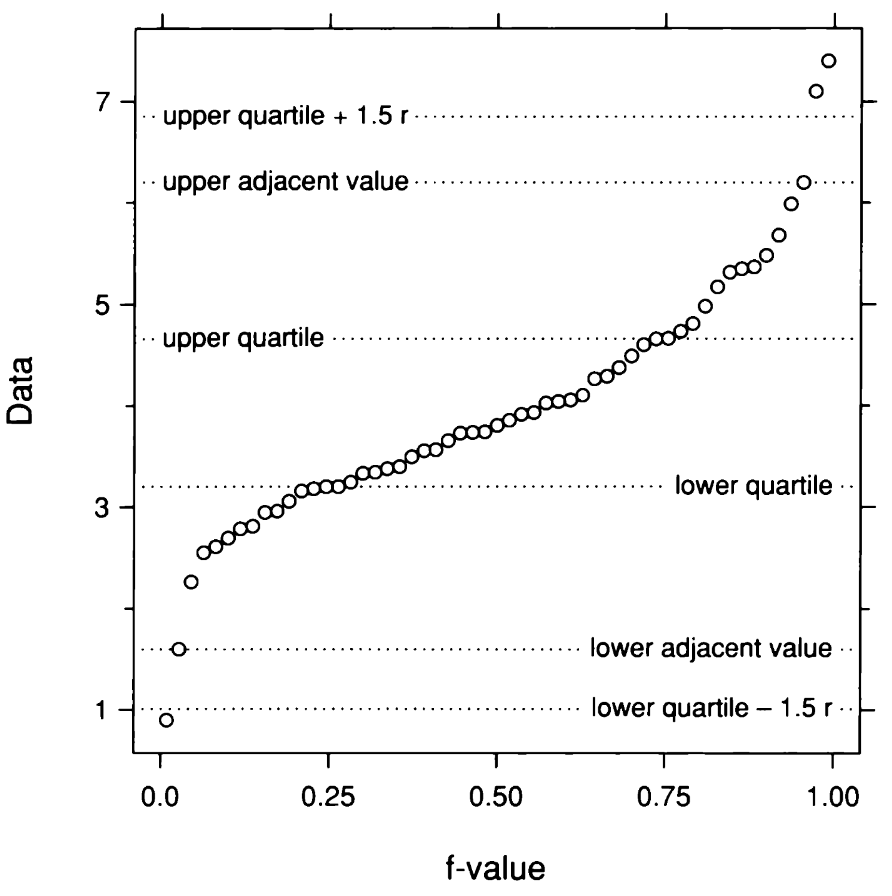 7
upper quartile + 1.5 r
upper adjacent value
5
upper quartile
Data
lower quartile
3
lower adjacent value
1
lower quartile – 1.5 r
0.0 0.25 0.50 0.75 1.00
f-value